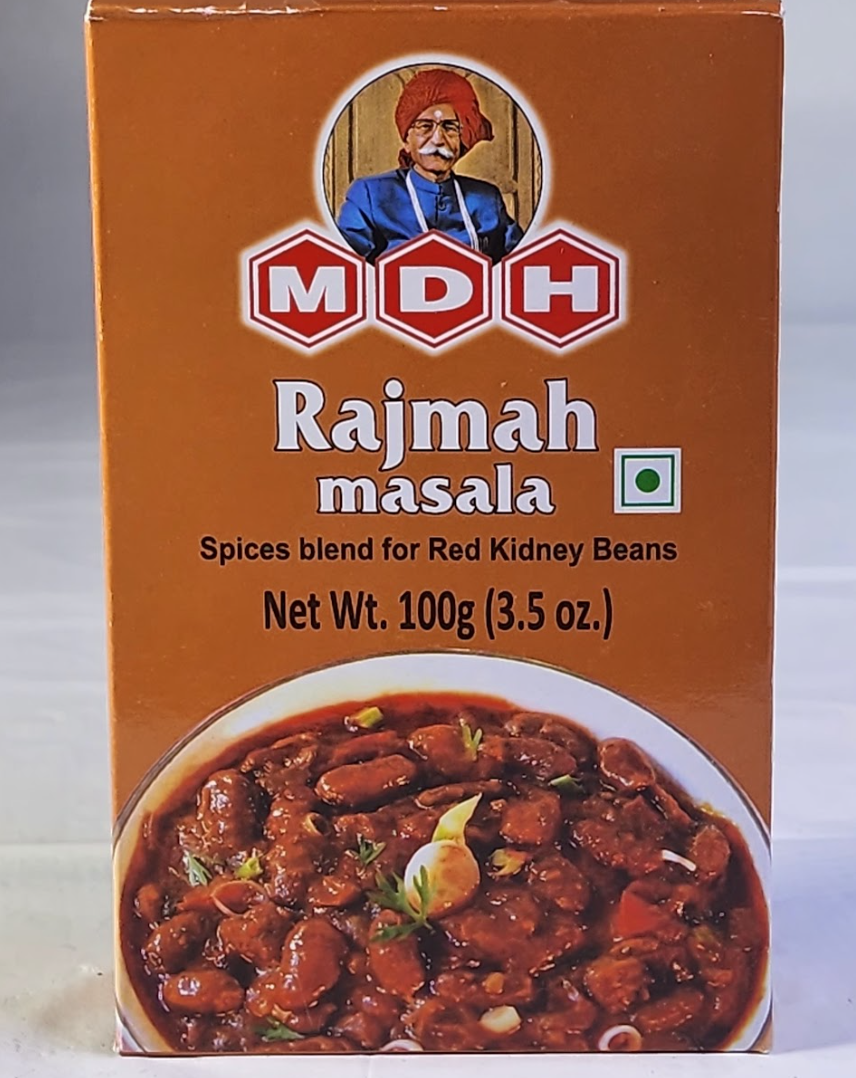 MDH
Rajmah
masala
Spices blend for Red Kidney Beans
Net Wt. 100g (3.5 oz.)